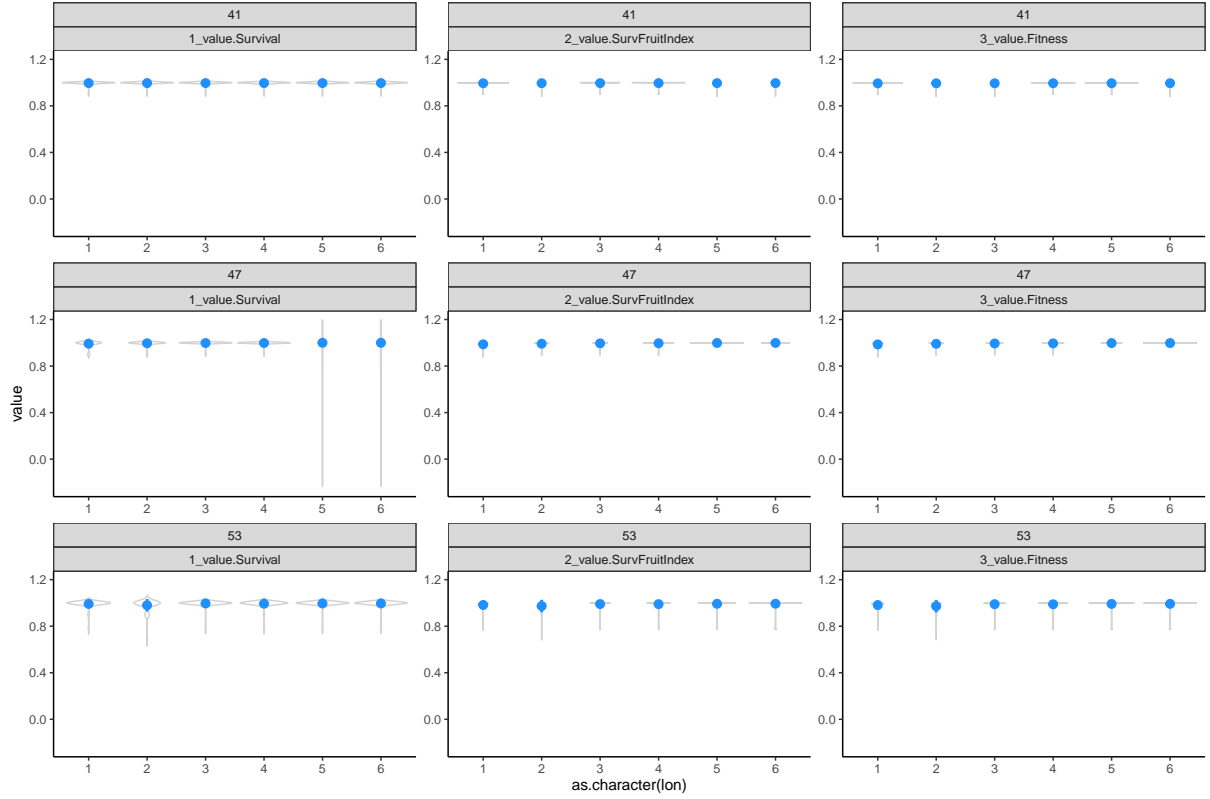 41 41 41
1_value.Survival 2_value.SurvFruitIndex 3_value.Fitness
1.2 1.2 1.2
0.8 0.8 0.8
0.4 0.4 0.4
0.0 0.0 0.0
1 2 3 4 5 6 1 2 3 4 5 6 1 2 3 4 5 6
47 47 47
1_value.Survival 2_value.SurvFruitIndex 3_value.Fitness
1.2 1.2 1.2
0.8 0.8 0.8
value
0.4 0.4 0.4
0.0 0.0 0.0
1 2 3 4 5 6 1 2 3 4 5 6 1 2 3 4 5 6
53 53 53
1_value.Survival 2_value.SurvFruitIndex 3_value.Fitness
1.2 1.2 1.2
0.8 0.8 0.8
0.4 0.4 0.4
0.0 0.0 0.0
1 2 3 4 5 6 1 2 3 4 5 6 1 2 3 4 5 6
as.character(lon)